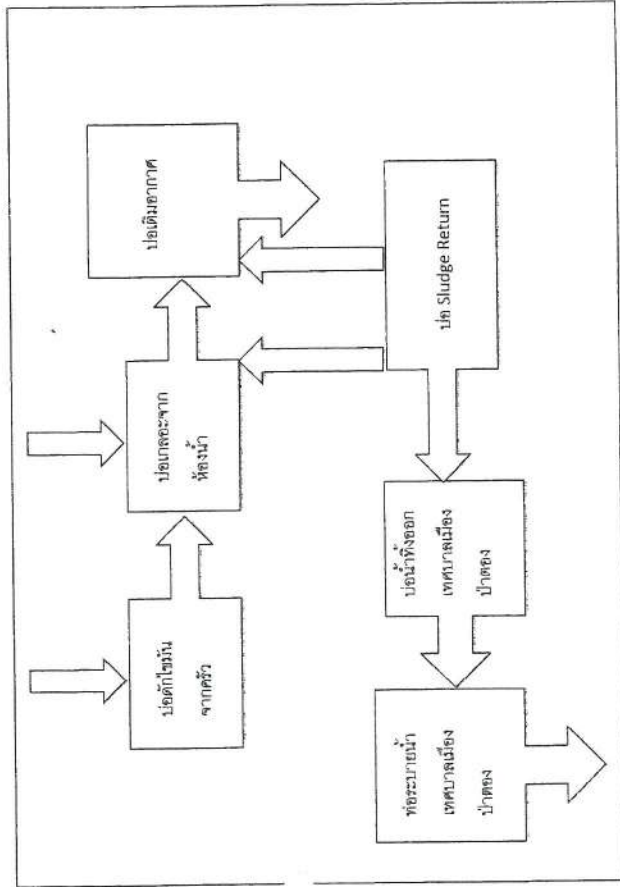 บ่อดักไขมัน
จากครัว
บ่อเกลอะจาก
ห้องน้ำ
บ่อเติมอากาศ
บ่อ Sludge Return
บ่อน้ำทิ้งออก
เทศบาลเมือง
ป่าตอง
ท่อระบายน้ำ
เทศบาลเมือง
ป่าตอง